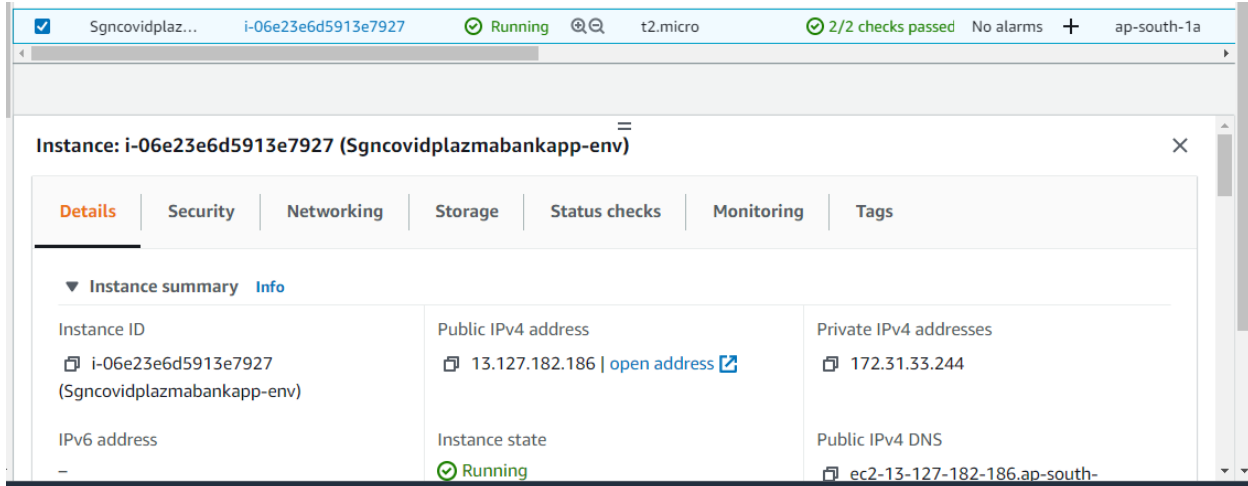 Sgncovidplaz... i-06e23e6d5913e7927 Running t2.micro 2/2 checks passed No alarms + ap-south-1a
Instance: i-06e23e6d5913e7927 (Sgncovidplazmabankapp-env)
Details Security Networking Storage Status checks Monitoring Tags
Instance summary Info
Instance ID Public IPv4 address Private IPv4 addresses
i-06e23e6d5913e7927 13.127.182.186 | open address 172.31.33.244
(Sgncovidplazmabankapp-env)
IPv6 address Instance state Public IPv4 DNS
– Running ec2-13-127-182-186.ap-south-